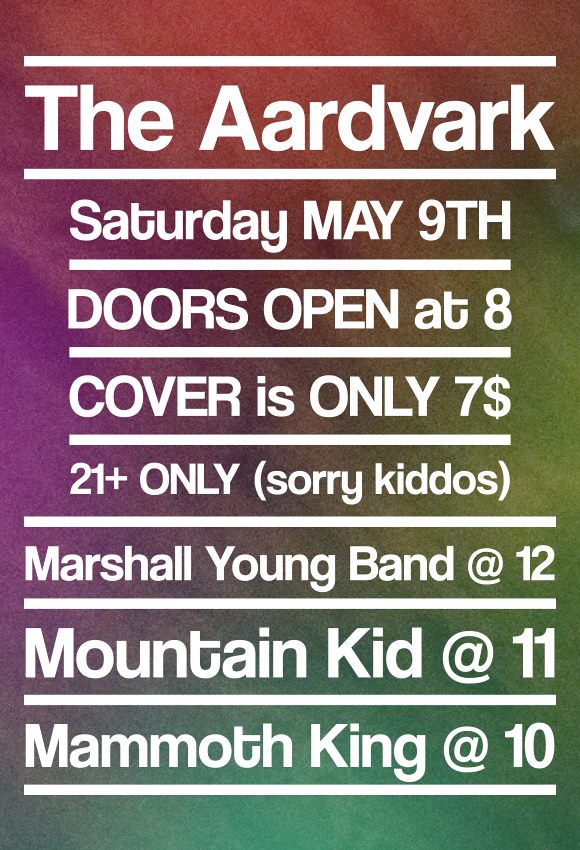 The Aardvark
Saturday MAY 9TH
DOORS OPEN at 8
COVER is ONLY 7$
21+ ONLY (sorry kiddos)
Marshall Young Band @ 12
Mountain Kid @ 11
Mammoth King @ 10